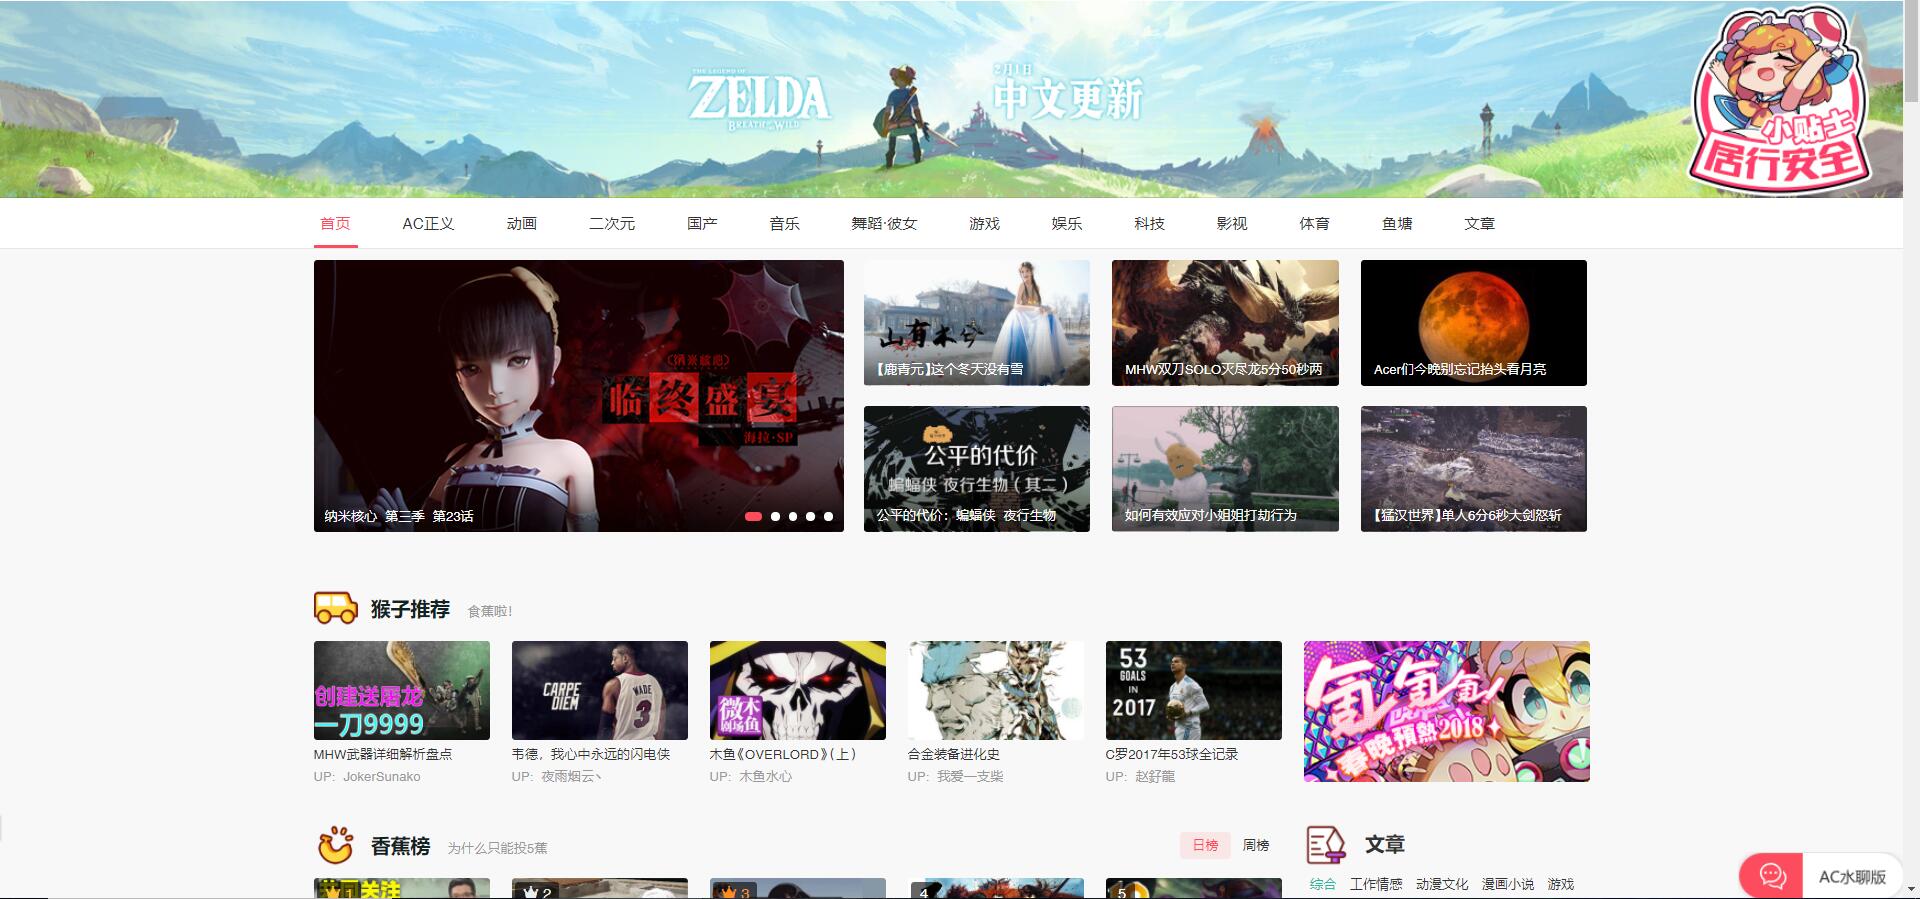 THE LEGEND OF
ZELDA
BREATH OF THE WILD
2月1日
中文更新
小贴士
居行安全
首页 AC正义 动画 二次元 国产 音乐 舞蹈·彼女 游戏 娱乐 科技 影视 体育 鱼塘 文章
《纳米核心》
临终盛宴
海拉·SP
纳米核心 第三季 第23话
山有木兮
【鹿青元】这个冬天没有雪
MHW双刀SOLO灭尽龙5分50秒两
Acer们今晚别忘记抬头看月亮
公平的代价
蝙蝠侠 夜行生物（其二）
公平的代价：蝙蝠侠 夜行生物
如何有效应对小姐姐打劫行为
【猛汉世界】单人6分6秒大剑怒斩
猴子推荐 食蕉啦！
创建送屠龙
一刀9999
MHW武器详细解析盘点
UP：JokerSunako
CARPE
DIEM
WADE
3
韦德，我心中永远的闪电侠
UP：夜雨烟云丶
微木
剧场鱼
木鱼《OVERLORD》（上）
UP：木鱼水心
合金装备进化史
UP：我爱一支柴
53
GOALS
IN
2017
C罗2017年53球全记录
UP：赵釨龍
氪氪氪！
春晚預熱2018
香蕉榜 为什么只能投5蕉
日榜 周榜
文章
综合 工作情感 动漫文化 漫画小说 游戏
1
2
3
4
5
AC水聊版